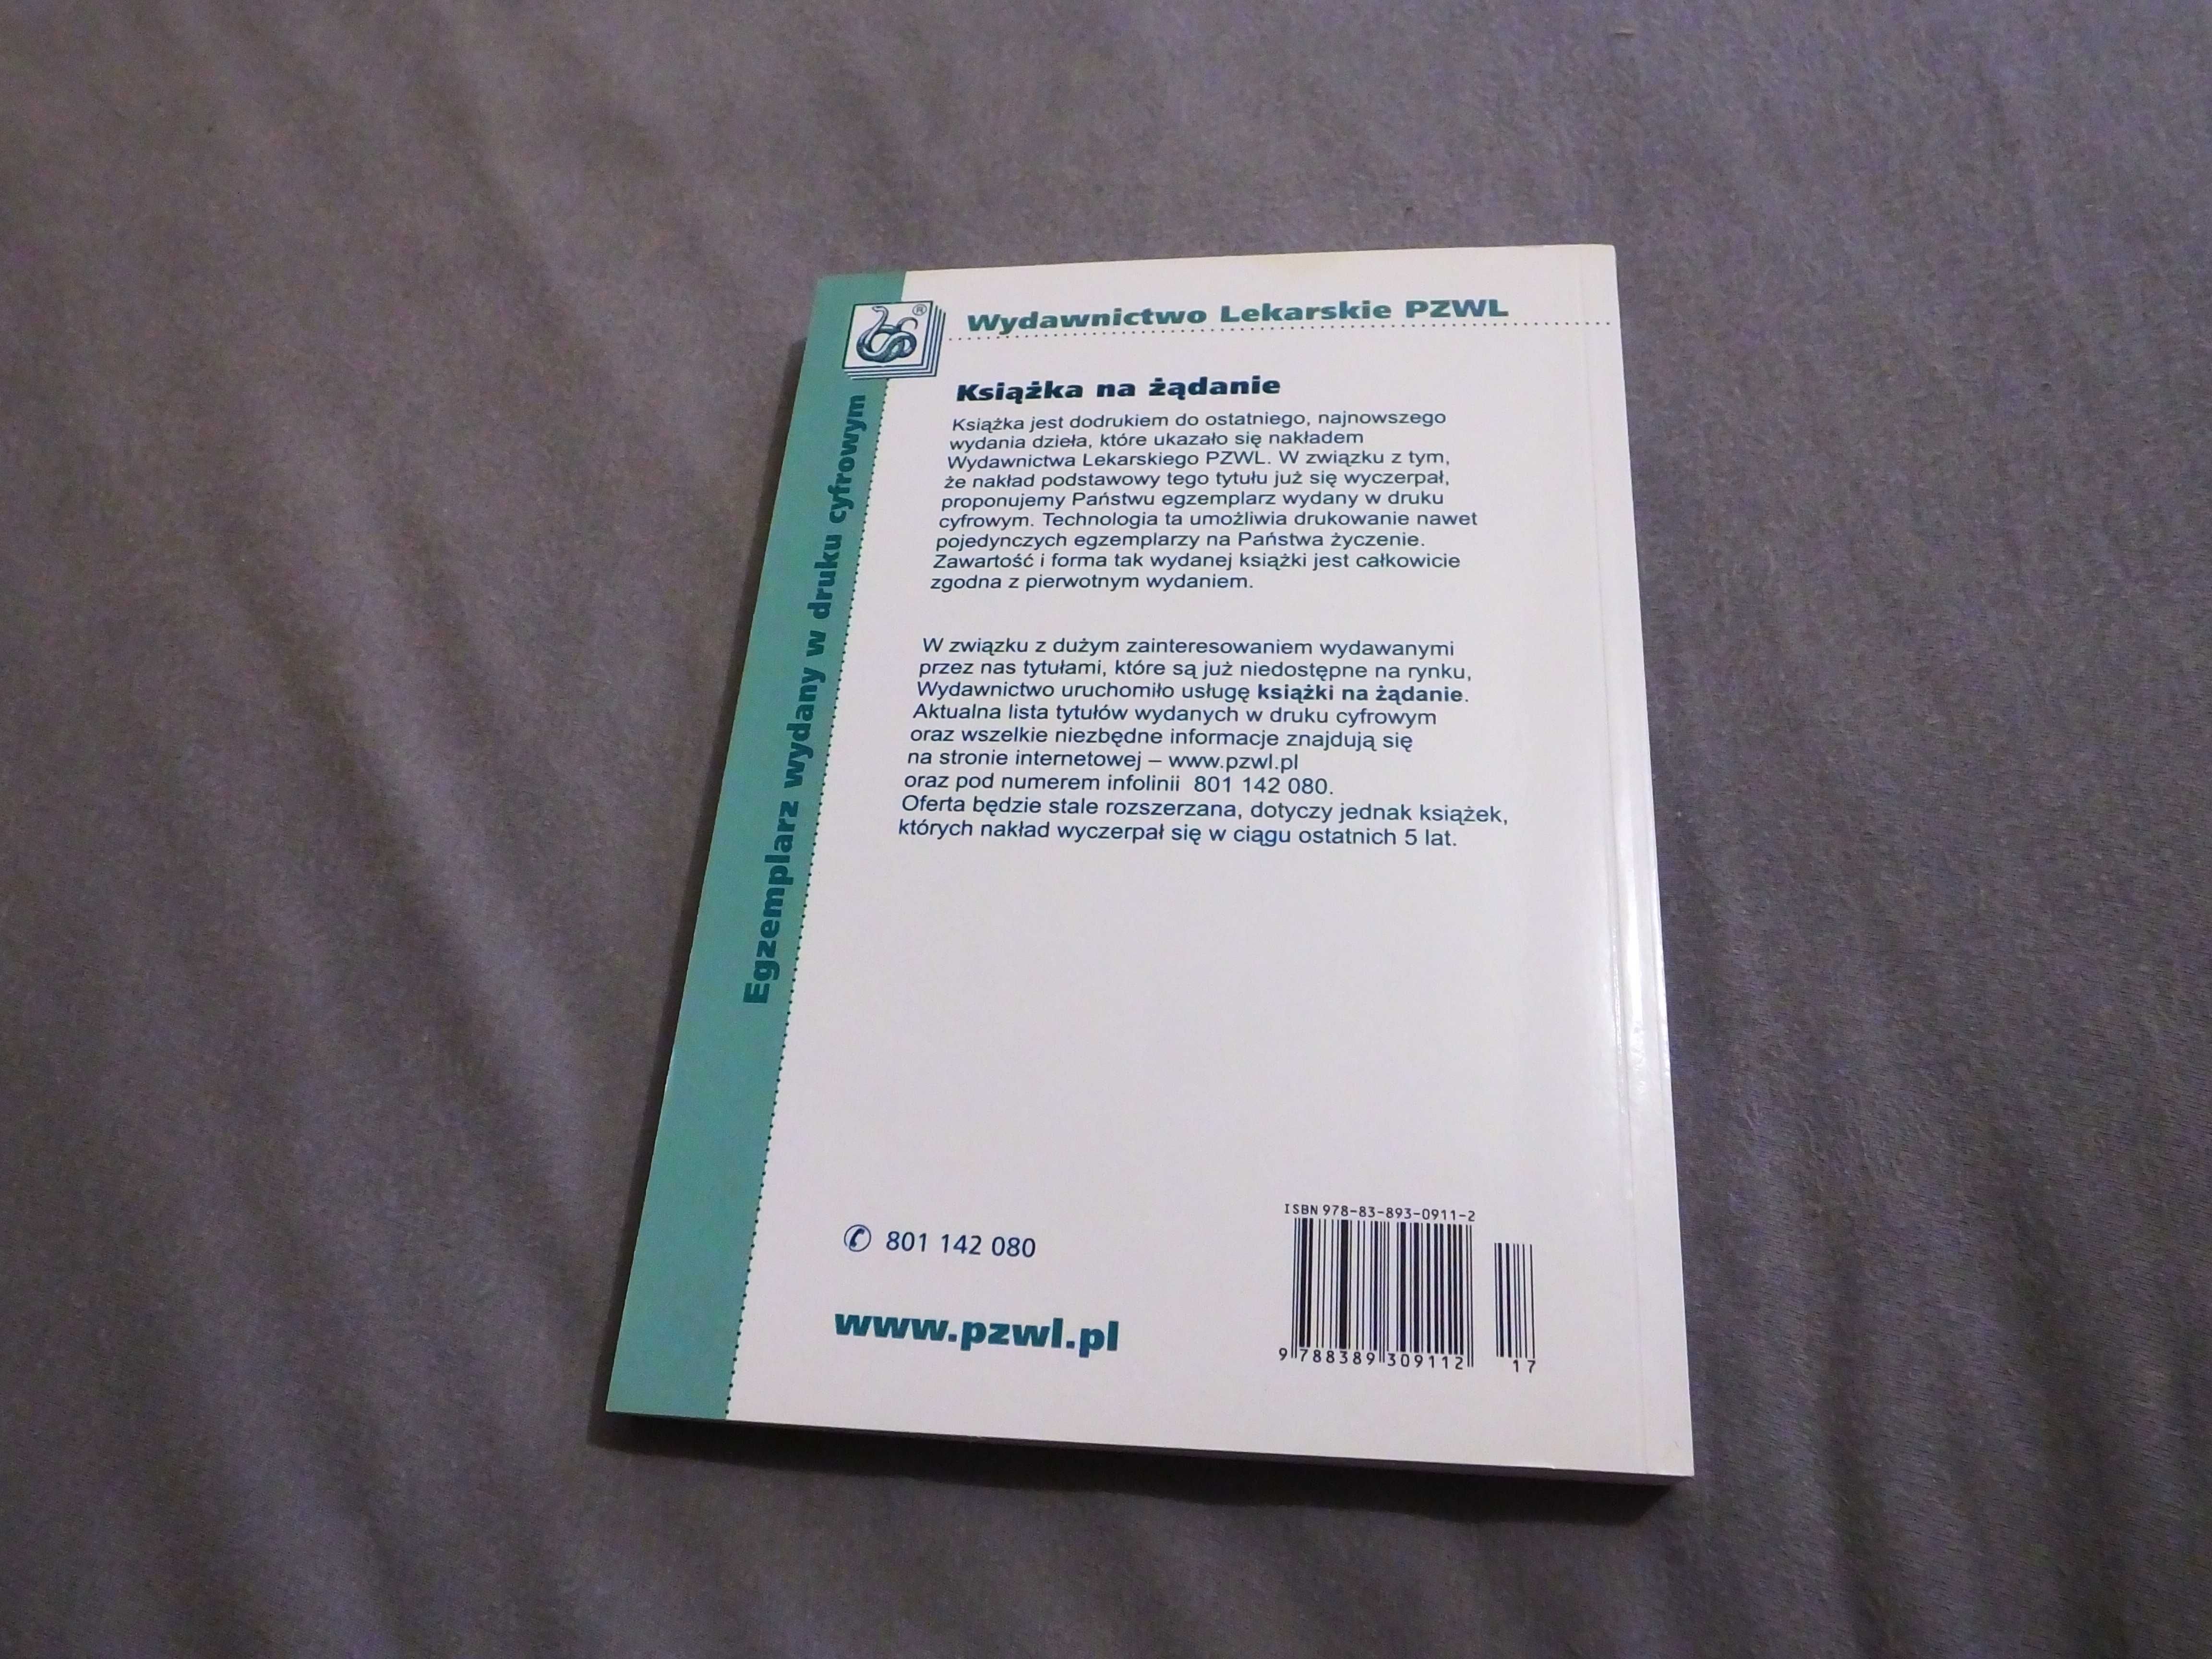 ®
Wydawnictwo Lekarskie PZWL
Książka na żądanie
Książka jest dodrukiem do ostatniego, najnowszego
wydania dzieła, które ukazało się nakładem
Wydawnictwa Lekarskiego PZWL. W związku z tym,
że nakład podstawowy tego tytułu już się wyczerpał,
proponujemy Państwu egzemplarz wydany w druku
cyfrowym. Technologia ta umożliwia drukowanie nawet
pojedynczych egzemplarzy na Państwa życzenie.
Zawartość i forma tak wydanej książki jest całkowicie
zgodna z pierwotnym wydaniem.
W związku z dużym zainteresowaniem wydawanymi
przez nas tytułami, które są już niedostępne na rynku,
Wydawnictwo uruchomiło usługę książki na żądanie.
Aktualna lista tytułów wydanych w druku cyfrowym
oraz wszelkie niezbędne informacje znajdują się
na stronie internetowej – www.pzwl.pl
oraz pod numerem infolinii 801 142 080.
Oferta będzie stale rozszerzana, dotyczy jednak książek,
których nakład wyczerpał się w ciągu ostatnich 5 lat.
Egzemplarz wydany w druku cyfrowym
✆ 801 142 080
www.pzwl.pl
ISBN 978-83-893-0911-2
9 788389 309112
17